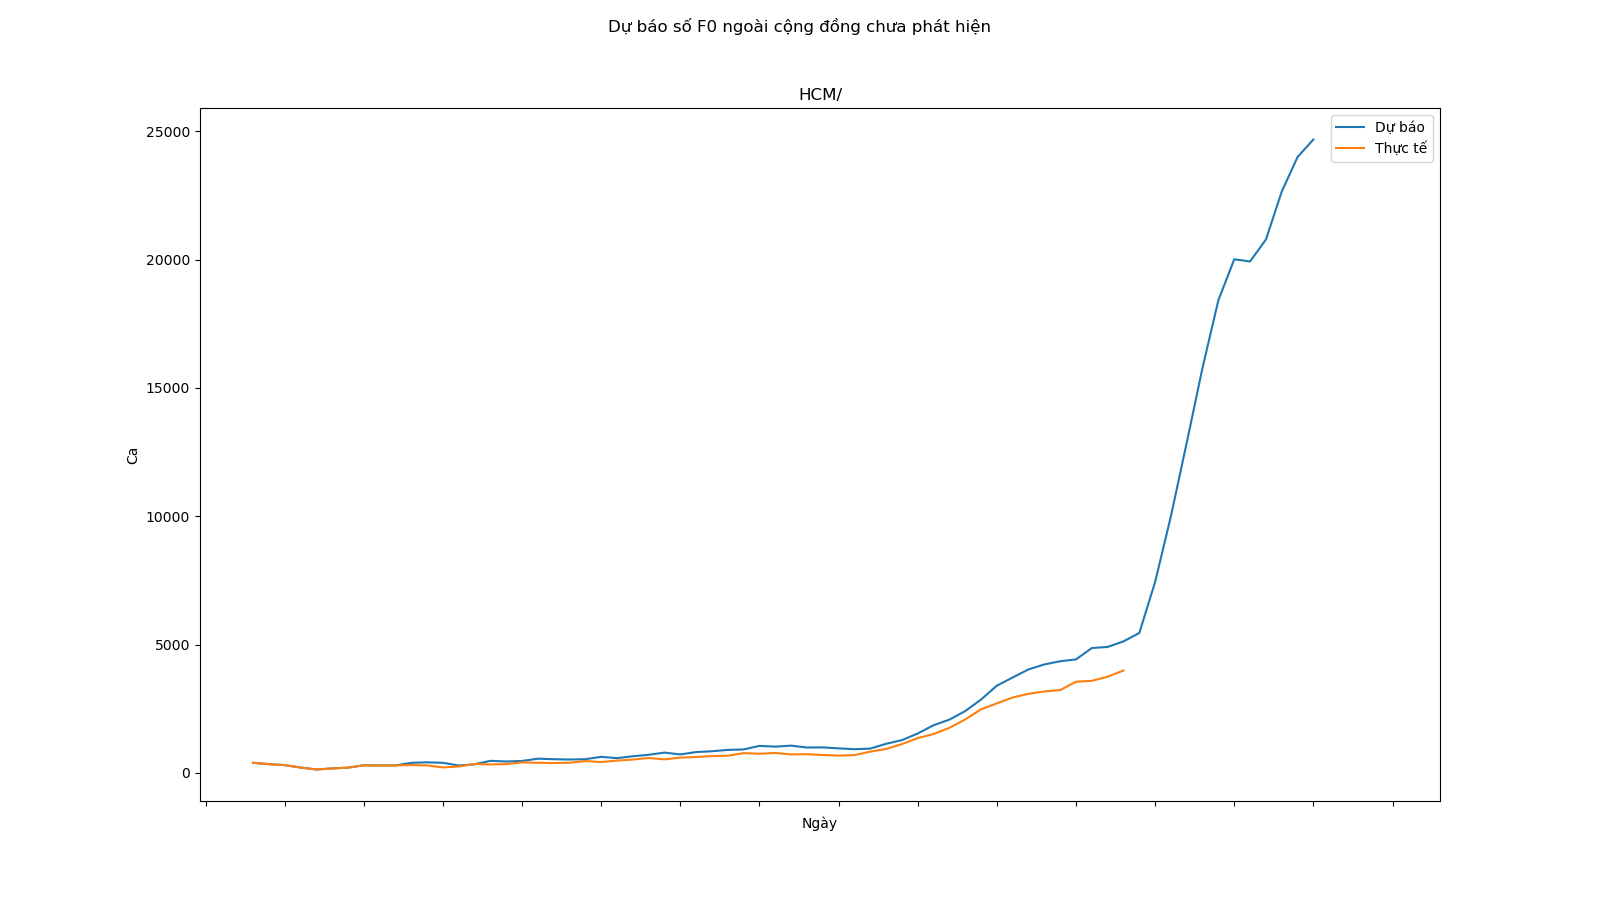 Dự báo số F0 ngoài cộng đồng chưa phát hiện
HCM/
Dự báo
Thực tế
25000
20000
15000
10000
5000
0
Ca
Ngày